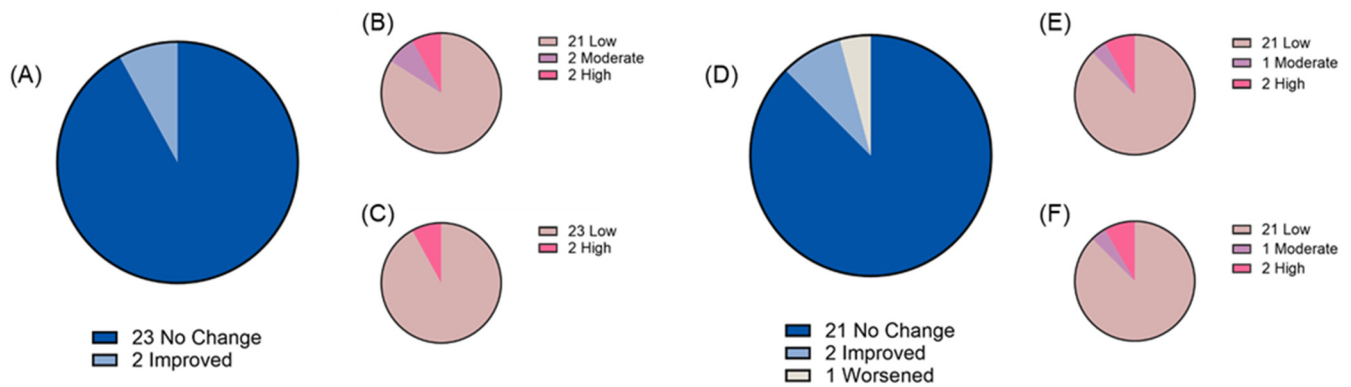 (A)
23 No Change
2 Improved
(B)
21 Low
2 Moderate
2 High
(C)
23 Low
2 High
(D)
21 No Change
2 Improved
1 Worsened
(E)
21 Low
1 Moderate
2 High
(F)
21 Low
1 Moderate
2 High